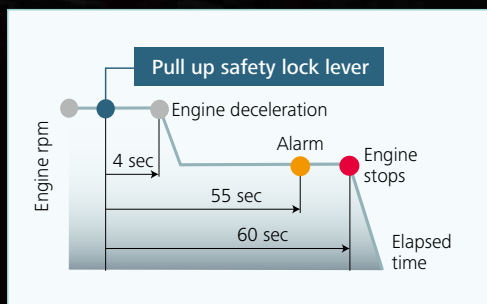 Pull up safety lock lever
Engine deceleration
Engine rpm
Alarm
4 sec
Engine
stops
55 sec
60 sec
Elapsed
time